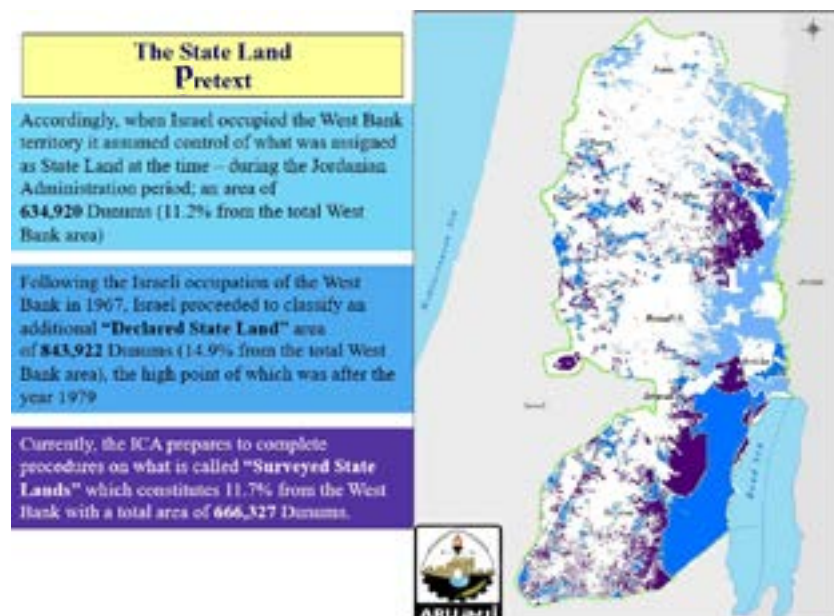 The State Land
Pretext
Accordingly, when Israel occupied the West Bank
territory it assumed control of what was assigned
as State Land at the time – during the Jordanian
Administration period; an area of
634,920 Dunums (11.2% from the total West
Bank area)
Following the Israeli occupation of the West
Bank in 1967, Israel proceeded to classify an
additional “Declared State Land” area
of 843,922 Dunums (14.9% from the total West
Bank area), the high point of which was after the
year 1979
Currently, the ICA prepares to complete
procedures on what is called “Surveyed State
Lands” which constitutes 11.7% from the West
Bank with a total area of 666,327 Dunums.
Mediterranean Sea
Jordan
Israel
Dead Sea